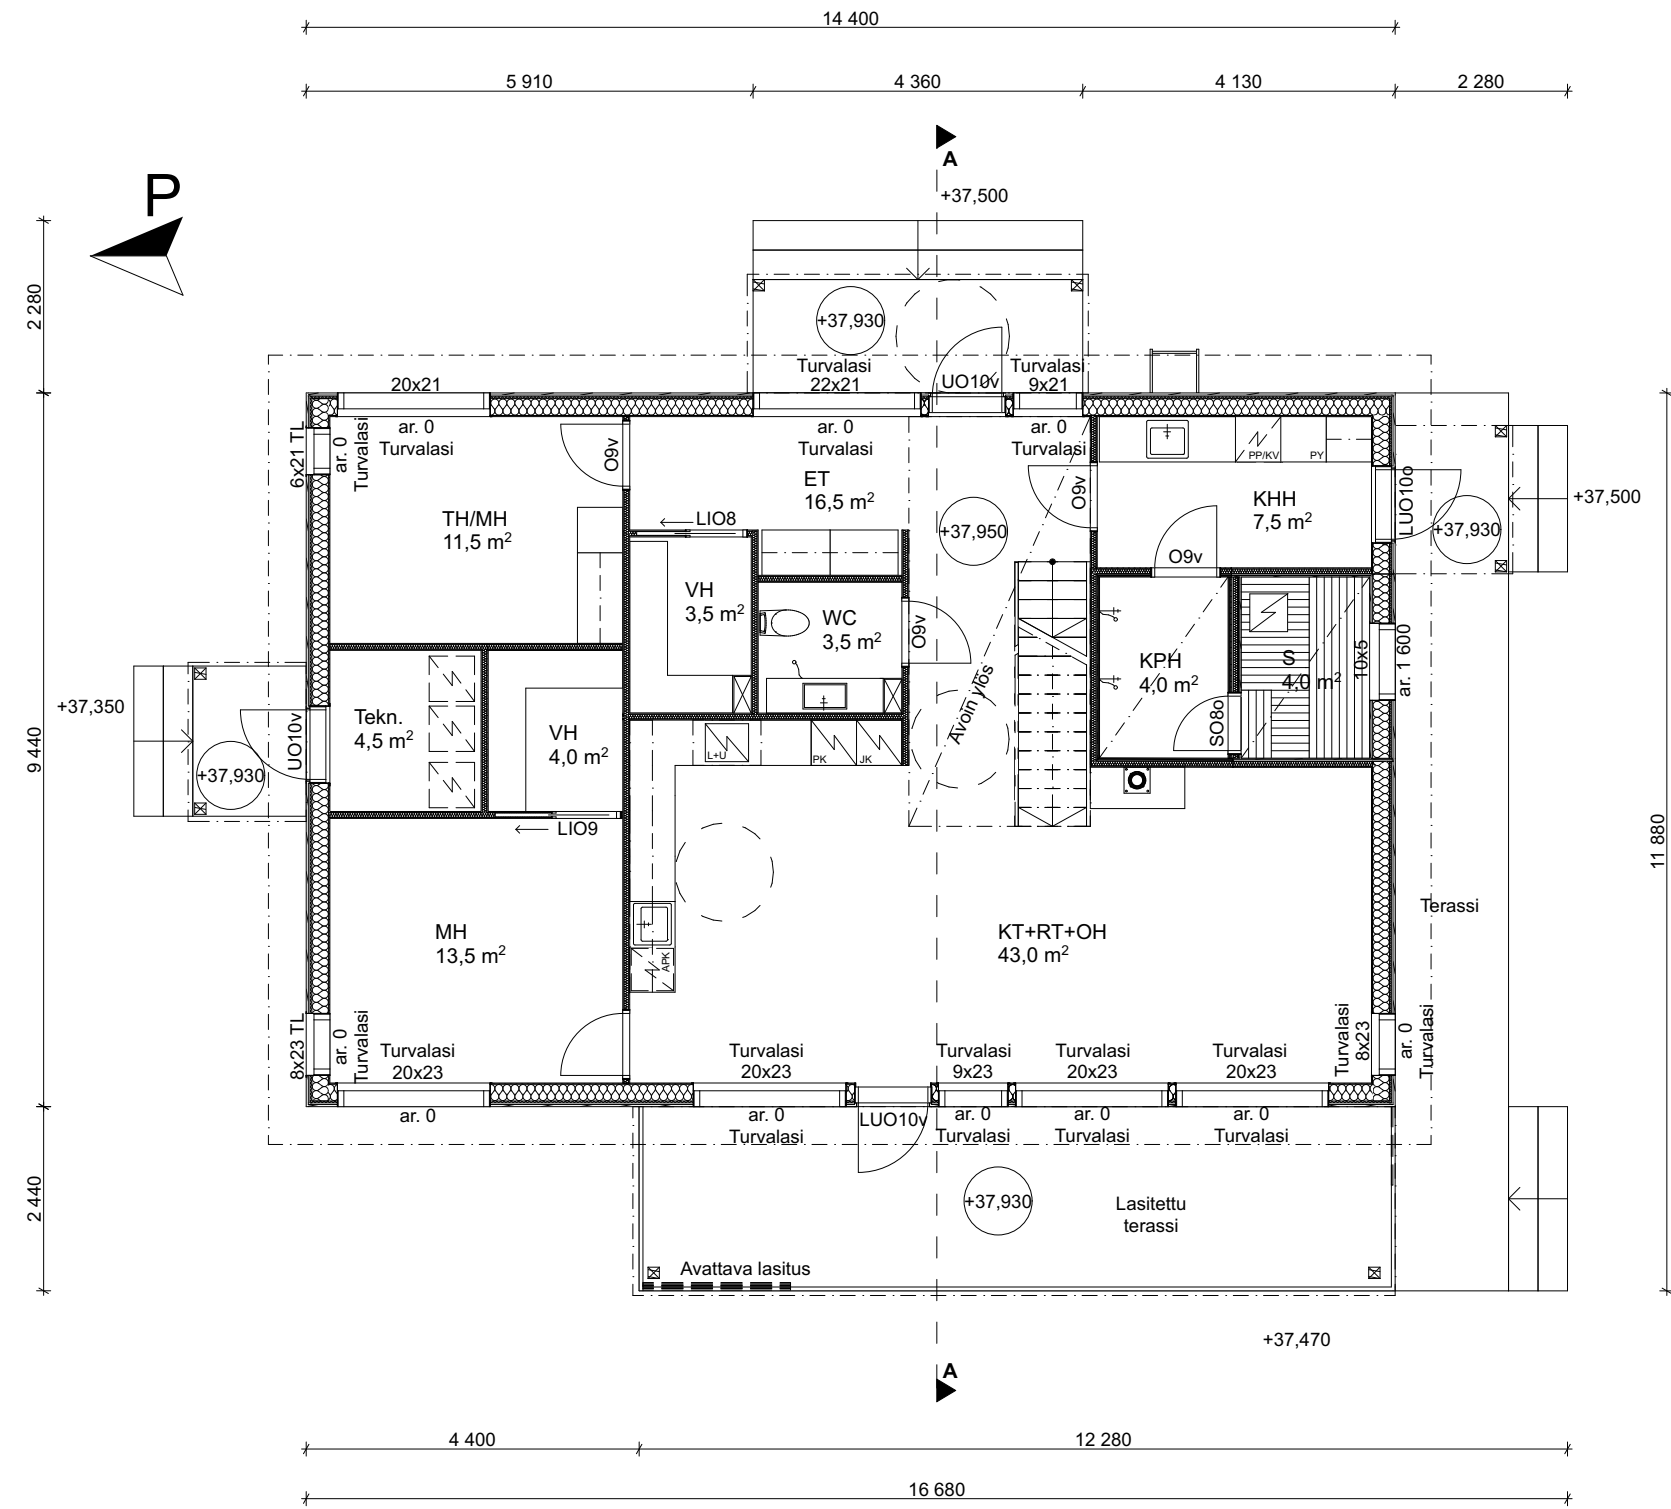 14 400
5 910
4 360
4 130
2 280
P
A
+37,500
2 280
+37,930
Turvalasi
22x21
UO10v
Turvalasi
9x21
20x21
ar. 0
Turvalasi
6x21 TL
ar. 0
Turvalasi
O9v
ar. 0
Turvalasi
ar. 0
Turvalasi
ET
16,5 m²
LIO8
TH/MH
11,5 m²
+37,950
O9v
PP/KV
PY
KHH
7,5 m²
LUO10o
+37,930
+37,500
O9v
VH
3,5 m²
WC
3,5 m²
O9v
Avoin ylös
KPH
4,0 m²
S
4,0 m²
10x5
ar. 1 600
SO8o
+37,350
+37,930
UO10v
Tekn.
4,5 m²
VH
4,0 m²
L+U
PK
JK
9 440
LIO9
11 880
Terassi
MH
13,5 m²
APK
KT+RT+OH
43,0 m²
8x23 TL
ar. 0
Turvalasi
Turvalasi
20x23
ar. 0
Turvalasi
20x23
ar. 0
Turvalasi
LUO10v
Turvalasi
9x23
ar. 0
Turvalasi
Turvalasi
20x23
ar. 0
Turvalasi
Turvalasi
20x23
ar. 0
Turvalasi
Turvalasi
8x23
ar. 0
Turvalasi
2 440
+37,930
Lasitettu
terassi
Avattava lasitus
+37,470
A
4 400
12 280
16 680